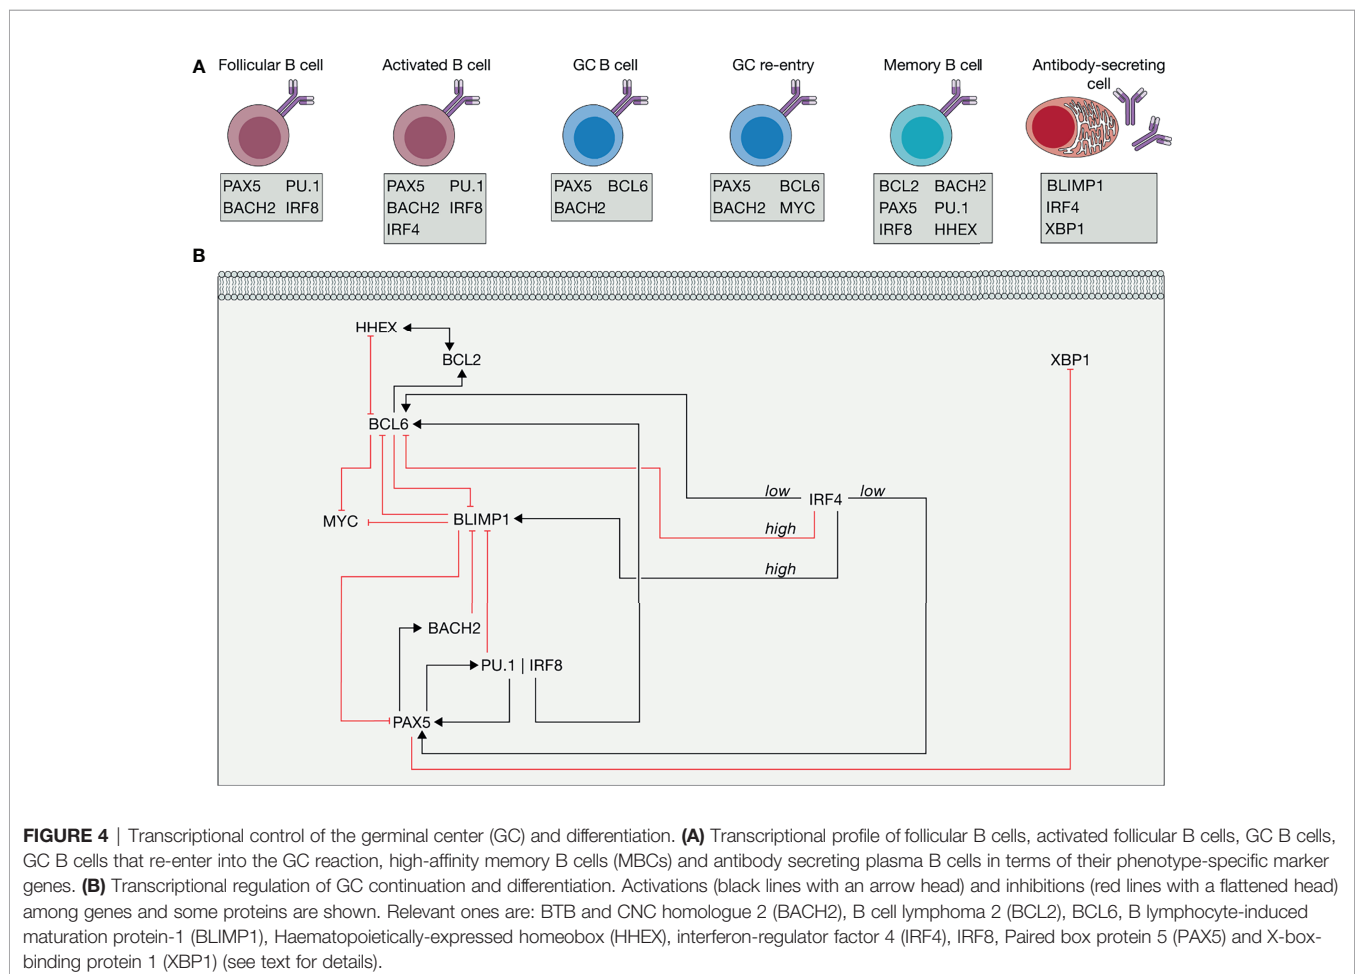 A
Follicular B cell
Activated B cell
GC B cell
GC re-entry
Memory B cell
Antibody-secreting
cell
PAX5 PU.1
BACH2 IRF8
PAX5 PU.1
BACH2 IRF8
IRF4
PAX5 BCL6
BACH2
PAX5 BCL6
BACH2 MYC
BCL2 BACH2
PAX5 PU.1
IRF8 HHEX
BLIMP1
IRF4
XBP1
B
HHEX
BCL2
XBP1
BCL6
low IRF4 low
MYC
BLIMP1
high
high
BACH2
PU.1 | IRF8
PAX5
FIGURE 4 | Transcriptional control of the germinal center (GC) and differentiation. (A) Transcriptional profile of follicular B cells, activated follicular B cells, GC B cells,
GC B cells that re-enter into the GC reaction, high-affinity memory B cells (MBCs) and antibody secreting plasma B cells in terms of their phenotype-specific marker
genes. (B) Transcriptional regulation of GC continuation and differentiation. Activations (black lines with an arrow head) and inhibitions (red lines with a flattened head)
among genes and some proteins are shown. Relevant ones are: BTB and CNC homologue 2 (BACH2), B cell lymphoma 2 (BCL2), BCL6, B lymphocyte-induced
maturation protein-1 (BLIMP1), Haematopoietically-expressed homeobox (HHEX), interferon-regulator factor 4 (IRF4), IRF8, Paired box protein 5 (PAX5) and X-box-
binding protein 1 (XBP1) (see text for details).